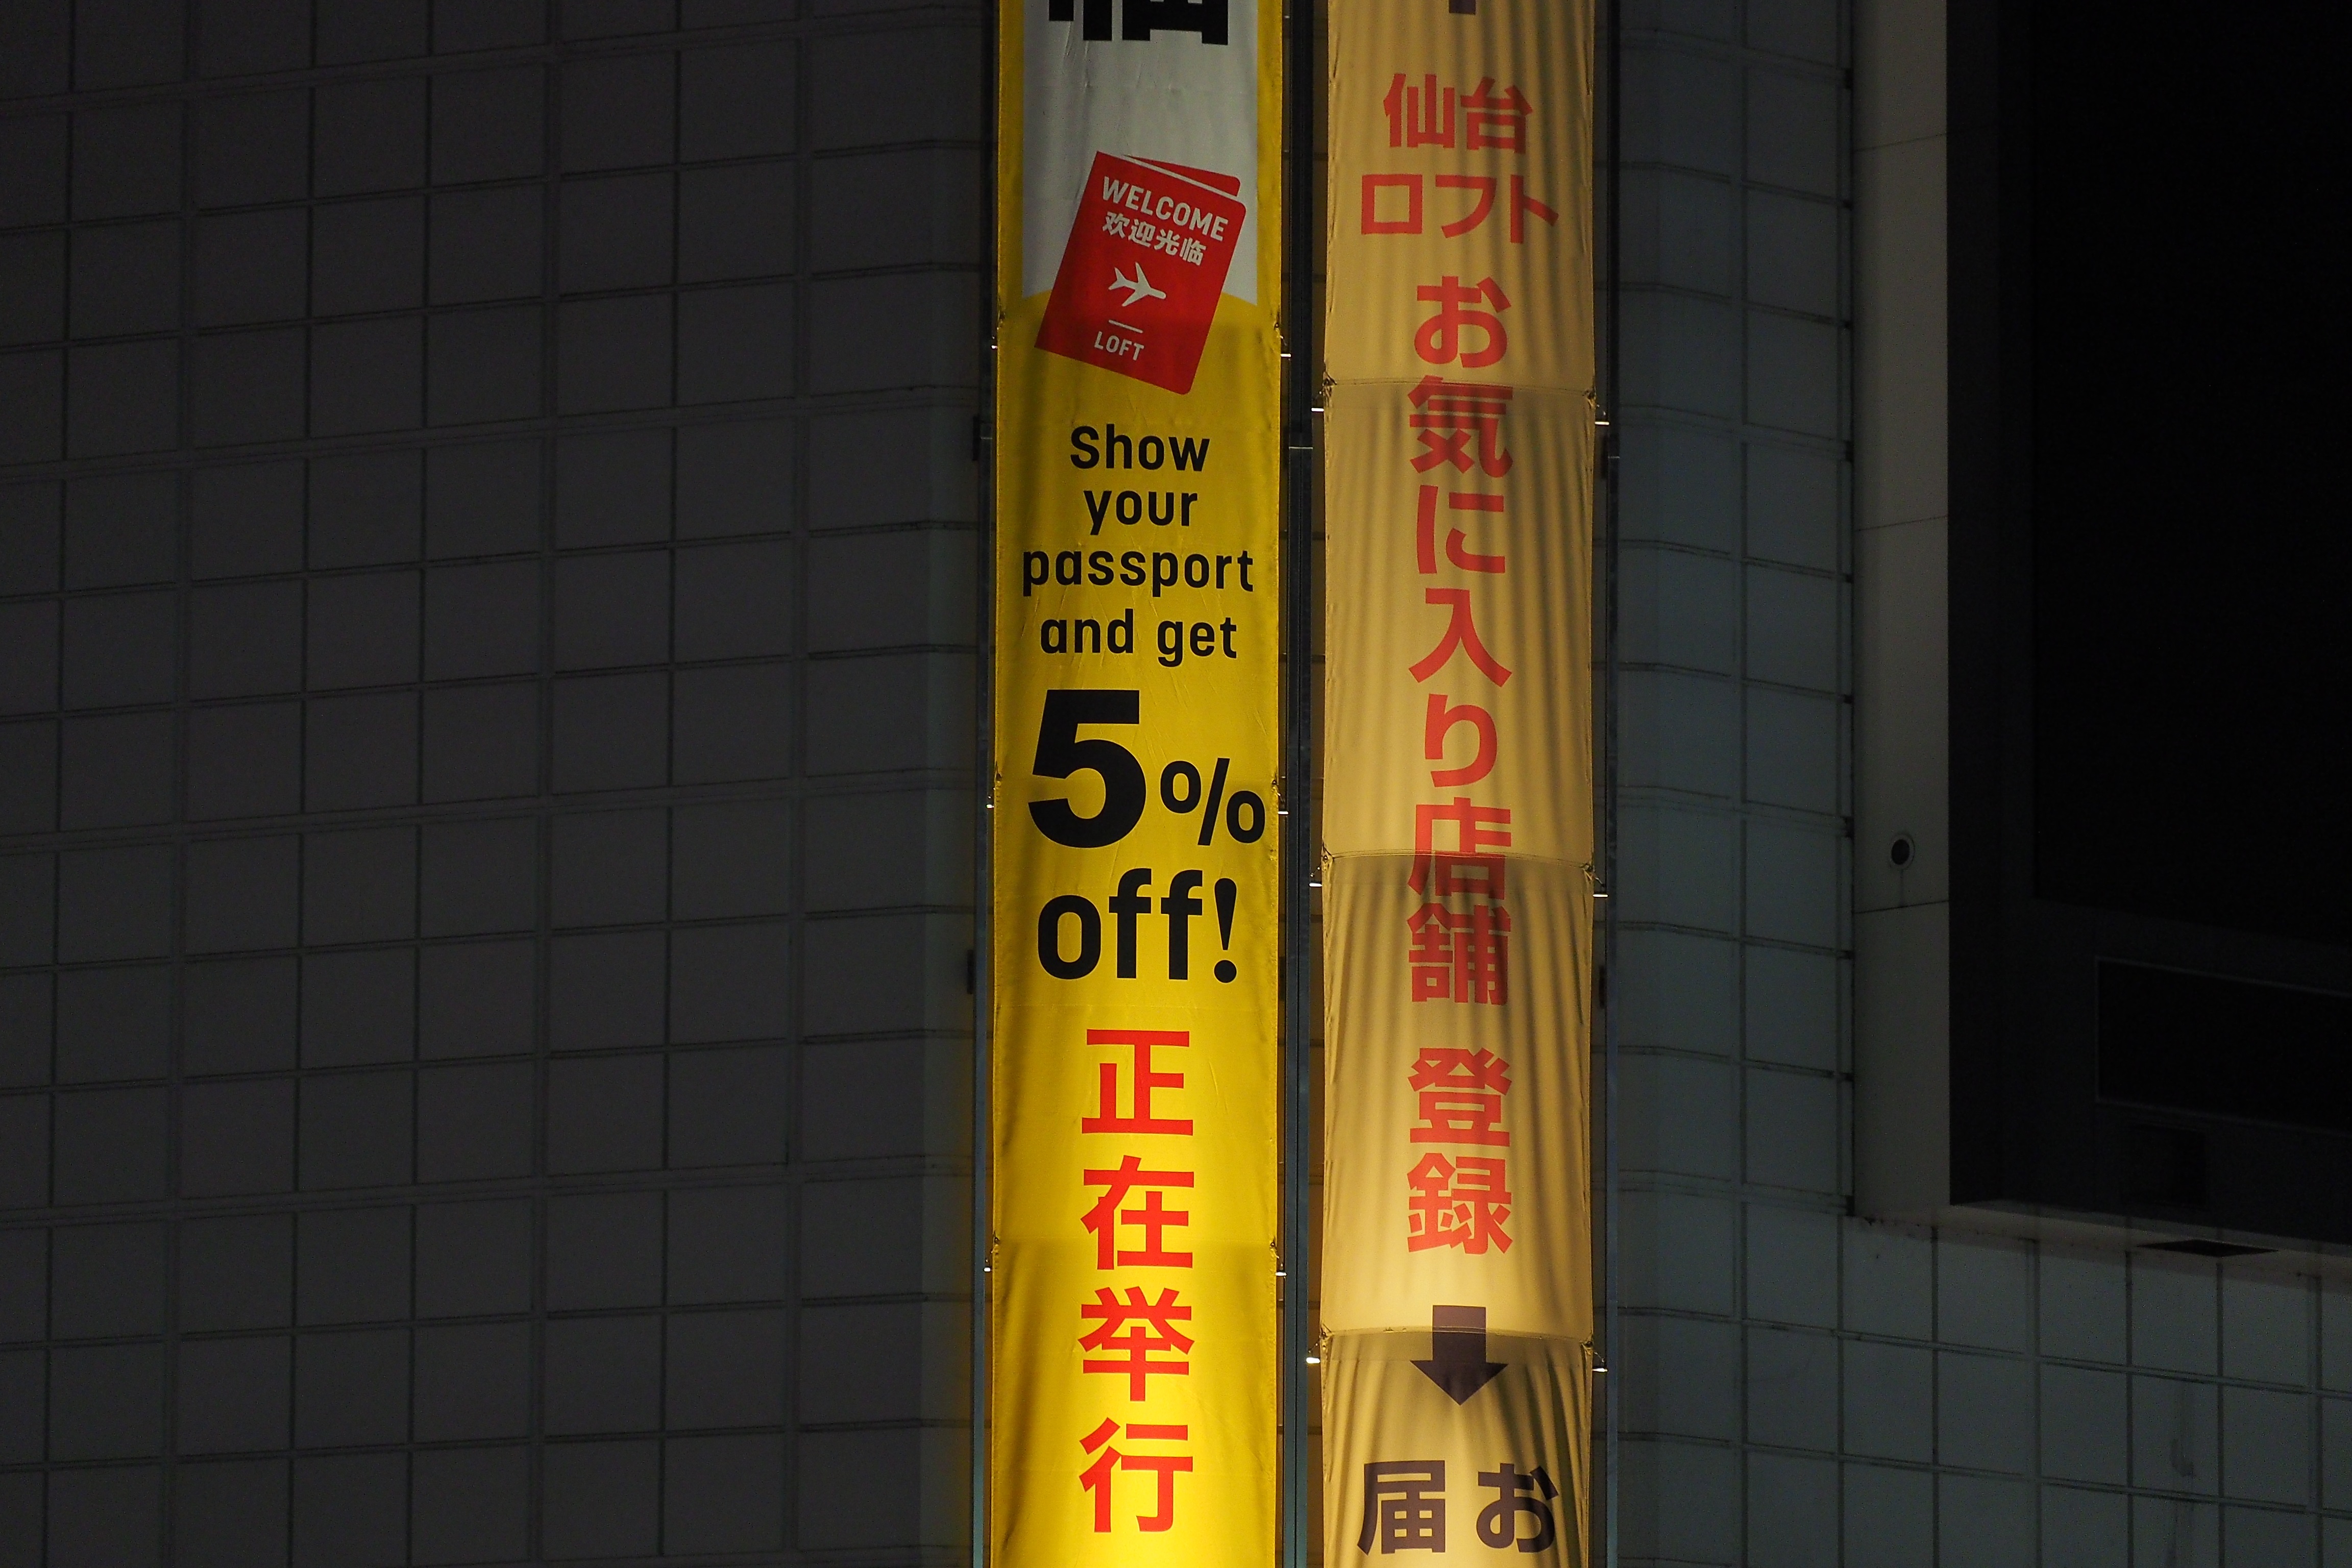 临
WELCOME
欢迎光临
LOFT
Show
your
passport
and get
5%
off!
正在举行
仙台
ロフト
お気に入り店舗 登録
届お